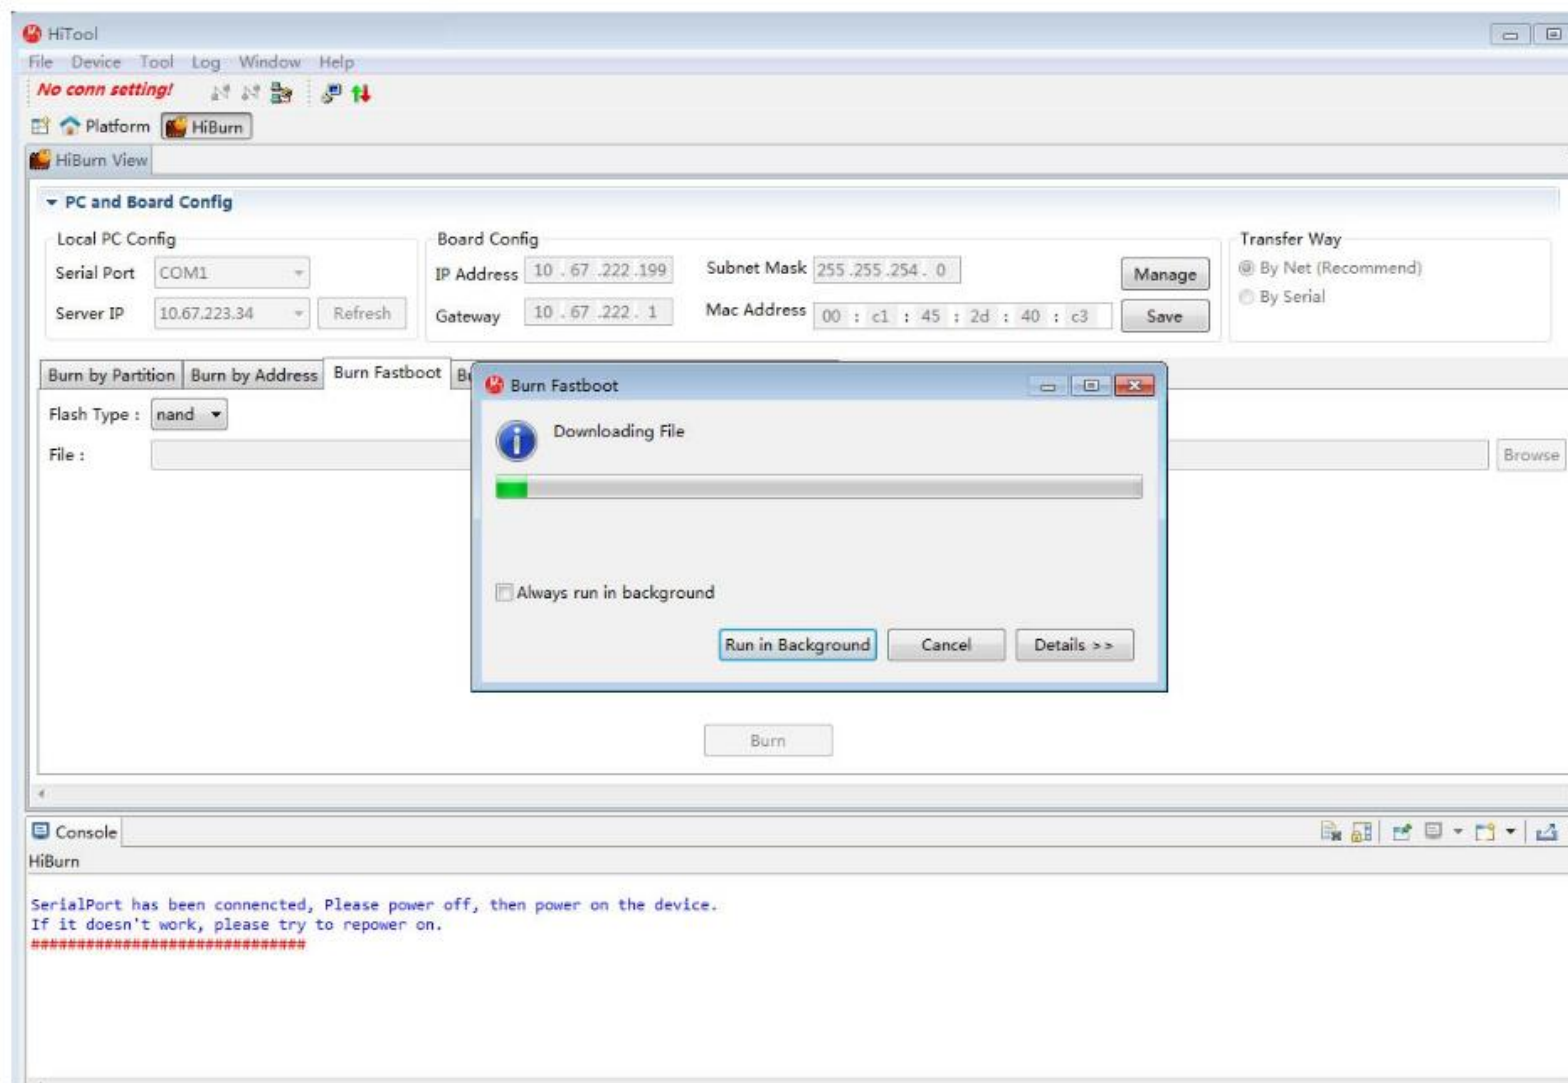 HiTool
File Device Tool Log Window Help
No conn setting!
Platform HiBurn
HiBurn View
PC and Board Config
Local PC Config Board Config Transfer Way
Serial Port COM1 IP Address 10 . 67 .222 .199 Subnet Mask 255 .255 .254 . 0 Manage By Net (Recommend)
Server IP 10.67.223.34 Refresh Gateway 10 . 67 .222 . 1 Mac Address 00 : c1 : 45 : 2d : 40 : c3 Save By Serial
Burn by Partition Burn by Address Burn Fastboot
Flash Type : nand
File : Browse
Burn Fastboot
Downloading File
Always run in background
Run in Background Cancel Details >>
Burn
Console
HiBurn
SerialPort has been connencted, Please power off, then power on the device.
If it doesn't work, please try to repower on.
##############################